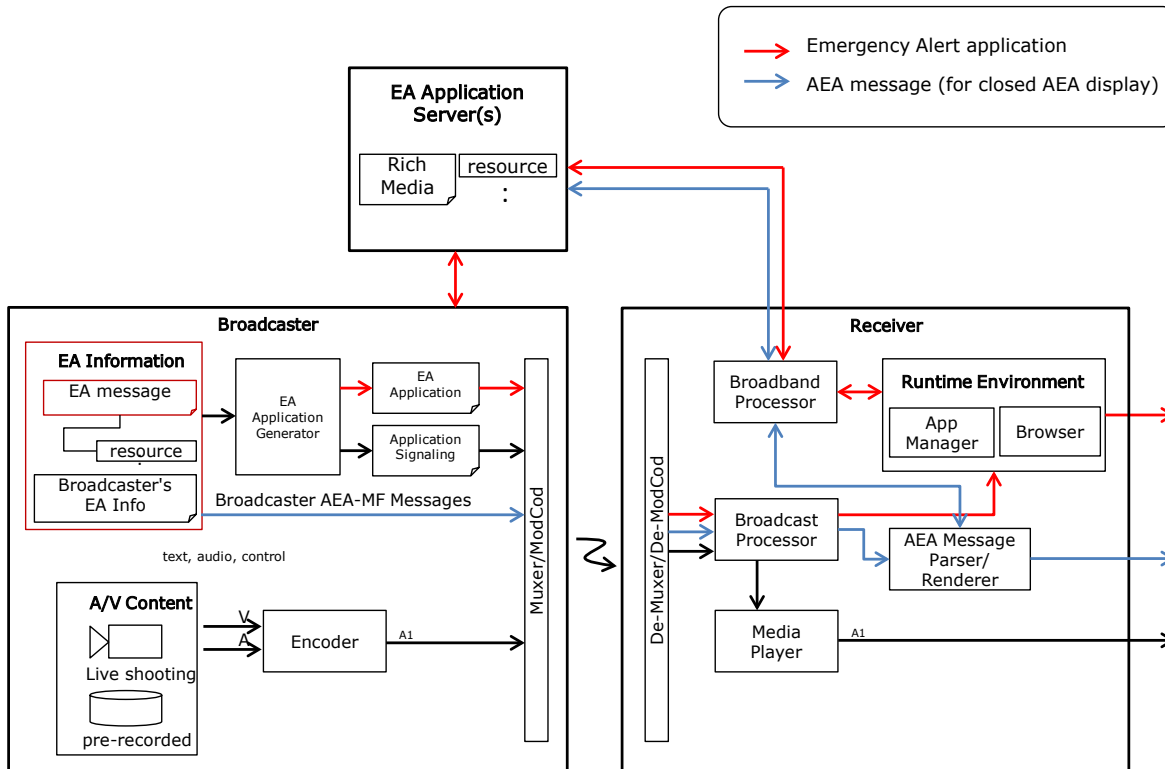 Emergency Alert application
AEA message (for closed AEA display)
EA Application
Server(s)
Rich
Media
resource
:
Broadcaster
EA Information
EA message
resource
.
Broadcaster's
EA Info
EA
Application
Generator
EA
Application
Application
Signaling
Broadcaster AEA-MF Messages
text, audio, control
A/V Content
Live shooting
pre-recorded
V
A
Encoder
A1
Muxer/ModCod
Receiver
De-Muxer/De-ModCod
Broadband
Processor
Runtime Environment
App
Manager
Browser
Broadcast
Processor
AEA Message
Parser/
Renderer
Media
Player
A1